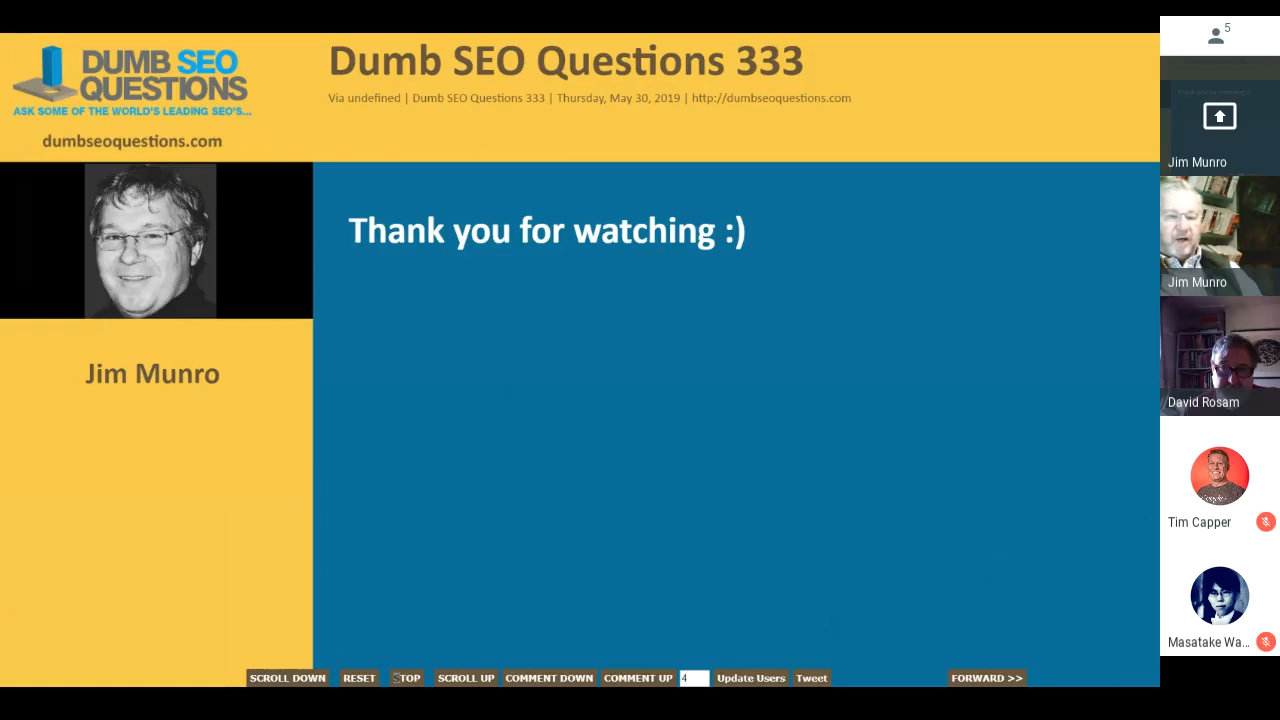 DUMB SEO
QUESTIONS
ASK SOME OF THE WORLD'S LEADING SEO'S...
dumbseoquestions.com
Dumb SEO Questions 333
Via undefined | Dumb SEO Questions 333 | Thursday, May 30, 2019 | http://dumbseoquestions.com
Jim Munro
Thank you for watching :)
SCROLL DOWN RESET STOP SCROLL UP COMMENT DOWN COMMENT UP 4 Update Users Tweet FORWARD >>
5
Jim Munro
Jim Munro
David Rosam
Tim Capper
Masatake Wa...